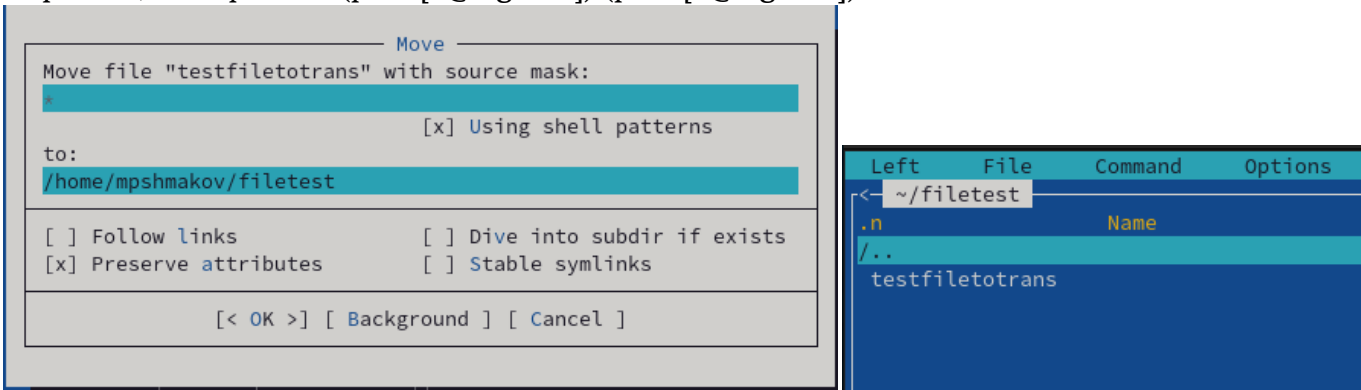 Move
Move file "testfiletotrans" with source mask:
*
[x] Using shell patterns
to:
/home/mpshmakov/filetest
[ ] Follow links [ ] Dive into subdir if exists
[x] Preserve attributes [ ] Stable symlinks
[< OK >] [ Background ] [ Cancel ]
Left File Command Options
<- ~/filetest
.n Name
/..
testfiletotrans